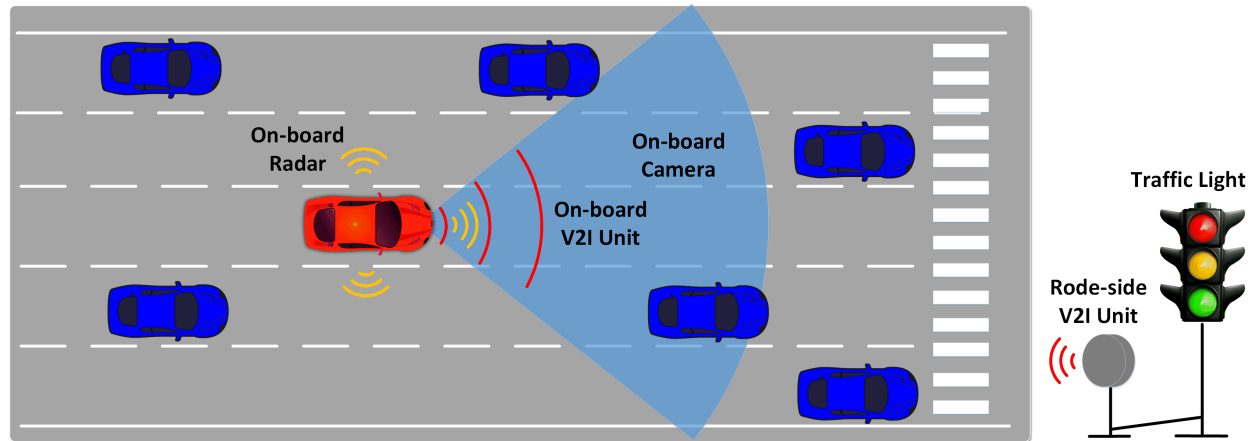 On-board
Radar
On-board
Camera
On-board
V2I Unit
Traffic Light
Rode-side
V2I Unit